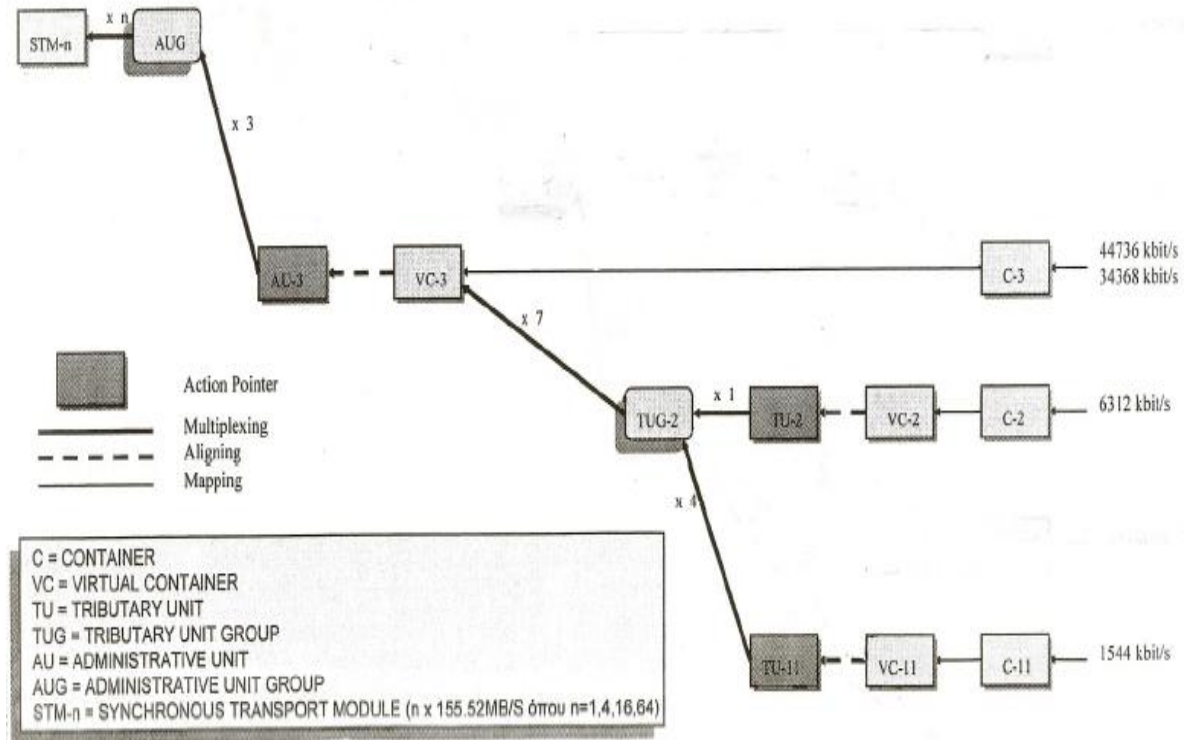 x n
STM-n
AUG
x 3
44736 kbit/s
AU-3
VC-3
C-3
34368 kbit/s
x 7
Action Pointer
x 1
6312 kbit/s
TUG-2
TU-2
VC-2
C-2
Multiplexing
Aligning
Mapping
x 4
C = CONTAINER
VC = VIRTUAL CONTAINER
TU = TRIBUTARY UNIT
TUG = TRIBUTARY UNIT GROUP
AU = ADMINISTRATIVE UNIT
AUG = ADMINISTRATIVE UNIT GROUP
STM-n = SYNCHRONOUS TRANSPORT MODULE (n x 155.52MB/S όπου n=1,4,16,64)
TU-11
VC-11
C-11
1544 kbit/s